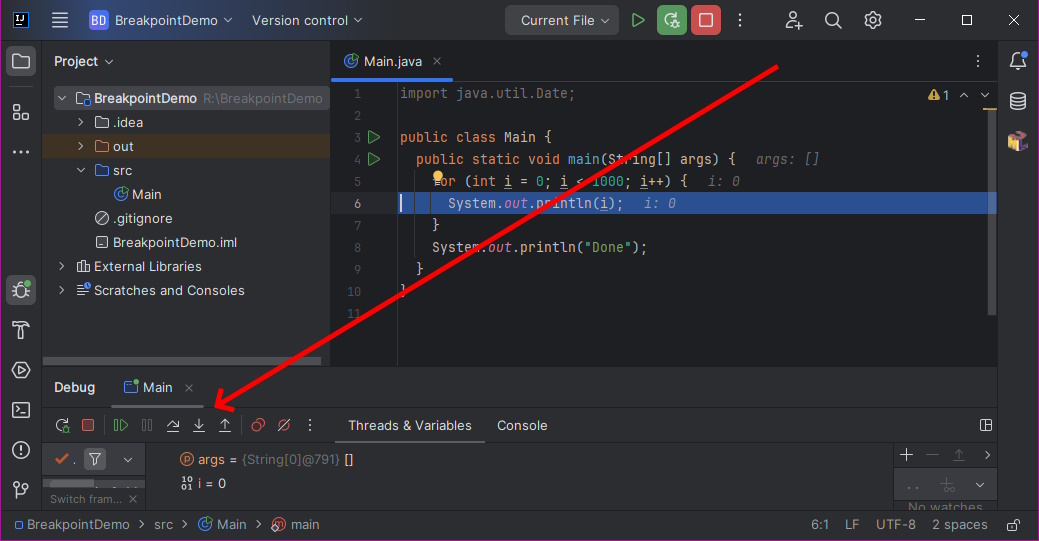 IJ BD BreakpointDemo Version control Current File
Project
Main.java
BreakpointDemo R:\BreakpointDemo
.idea
out
src
Main
.gitignore
BreakpointDemo.iml
External Libraries
Scratches and Consoles
1 import java.util.Date;
1
2
3 public class Main {
4 public static void main(String[] args) { args: []
5 or (int i = 0; i < 1000; i++) { i: 0
6 System.out.println(i); i: 0
7 }
8 System.out.println("Done");
9 }
10 }
11
Debug Main
Threads & Variables Console
args = {String[0]@791} []
10
01 i = 0
Switch fram...
No watches
BreakpointDemo > src > Main > main 6:1 LF UTF-8 2 spaces